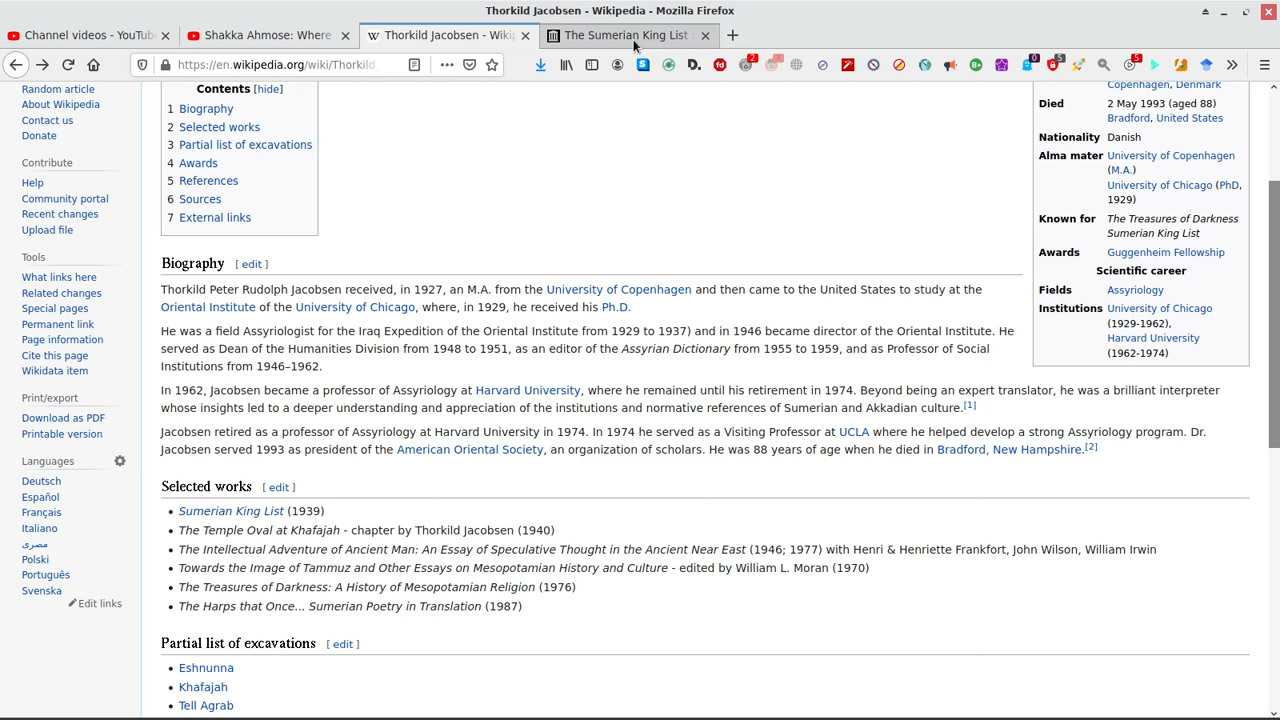 Thorkild Jacobsen - Wikipedia - Mozilla Firefox
Channel videos - YouTube
Shakka Ahmose: Where
Thorkild Jacobsen - Wiki
The Sumerian King List
https://en.wikipedia.org/wiki/Thorkild
Random article
About Wikipedia
Contact us
Donate
Contribute
Help
Community portal
Recent changes
Upload file
Tools
What links here
Related changes
Special pages
Permanent link
Page information
Cite this page
Wikidata item
Print/export
Download as PDF
Printable version
Languages
Deutsch
Español
Français
Italiano
مصرى
Polski
Português
Svenska
Edit links
Contents [hide]
1 Biography
2 Selected works
3 Partial list of excavations
4 Awards
5 References
6 Sources
7 External links
Copenhagen, Denmark
Died 2 May 1993 (aged 88)
Bradford, United States
Nationality Danish
Alma mater University of Copenhagen
(M.A.)
University of Chicago (PhD,
1929)
Known for The Treasures of Darkness
Sumerian King List
Awards Guggenheim Fellowship
Scientific career
Fields Assyriology
Institutions University of Chicago
(1929-1962),
Harvard University
(1962-1974)
Biography [ edit ]
Thorkild Peter Rudolph Jacobsen received, in 1927, an M.A. from the University of Copenhagen and then came to the United States to study at the
Oriental Institute of the University of Chicago, where, in 1929, he received his Ph.D.
He was a field Assyriologist for the Iraq Expedition of the Oriental Institute from 1929 to 1937) and in 1946 became director of the Oriental Institute. He
served as Dean of the Humanities Division from 1948 to 1951, as an editor of the Assyrian Dictionary from 1955 to 1959, and as Professor of Social
Institutions from 1946–1962.
In 1962, Jacobsen became a professor of Assyriology at Harvard University, where he remained until his retirement in 1974. Beyond being an expert translator, he was a brilliant interpreter
whose insights led to a deeper understanding and appreciation of the institutions and normative references of Sumerian and Akkadian culture.[1]
Jacobsen retired as a professor of Assyriology at Harvard University in 1974. In 1974 he served as a Visiting Professor at UCLA where he helped develop a strong Assyriology program. Dr.
Jacobsen served 1993 as president of the American Oriental Society, an organization of scholars. He was 88 years of age when he died in Bradford, New Hampshire.[2]
Selected works [ edit ]
• Sumerian King List (1939)
• The Temple Oval at Khafajah - chapter by Thorkild Jacobsen (1940)
• The Intellectual Adventure of Ancient Man: An Essay of Speculative Thought in the Ancient Near East (1946; 1977) with Henri & Henriette Frankfort, John Wilson, William Irwin
• Towards the Image of Tammuz and Other Essays on Mesopotamian History and Culture - edited by William L. Moran (1970)
• The Treasures of Darkness: A History of Mesopotamian Religion (1976)
• The Harps that Once... Sumerian Poetry in Translation (1987)
Partial list of excavations [ edit ]
• Eshnunna
• Khafajah
• Tell Agrab